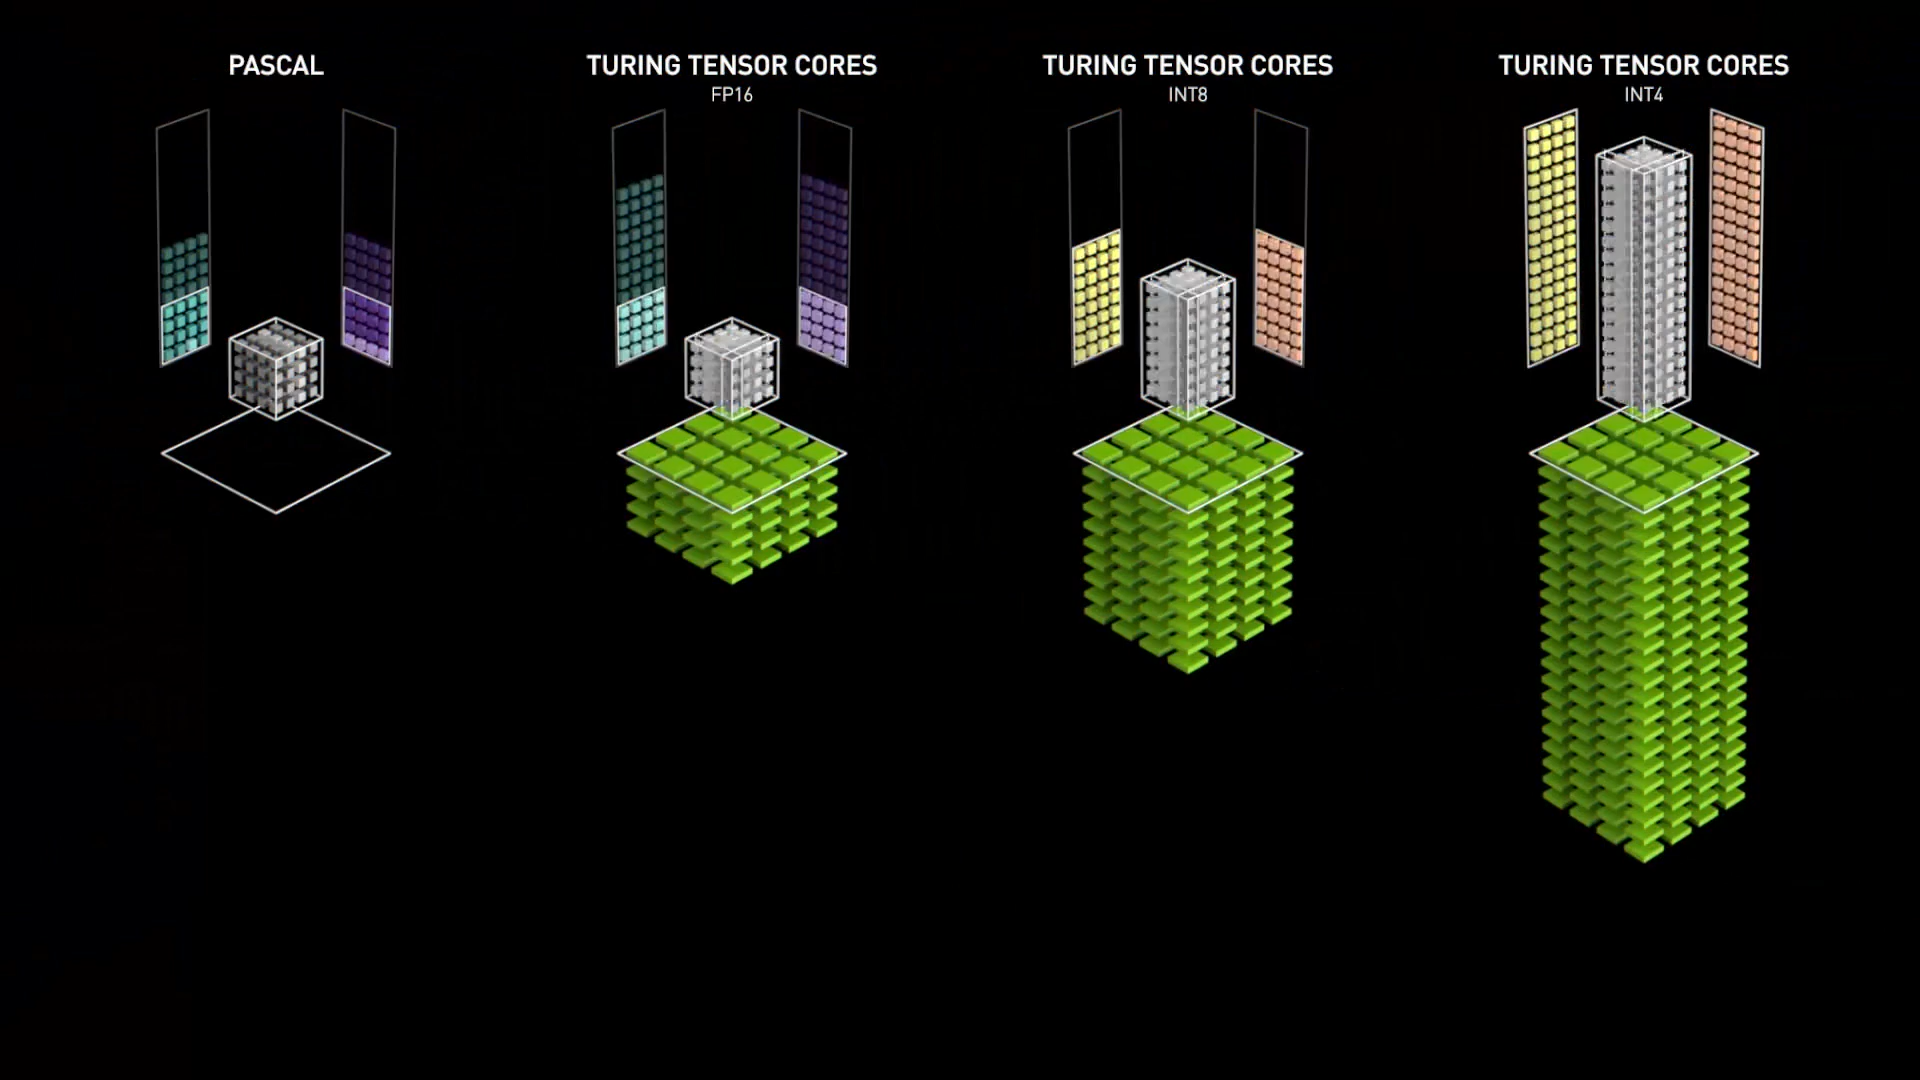 PASCAL
TURING TENSOR CORES
FP16
TURING TENSOR CORES
INT8
TURING TENSOR CORES
INT4